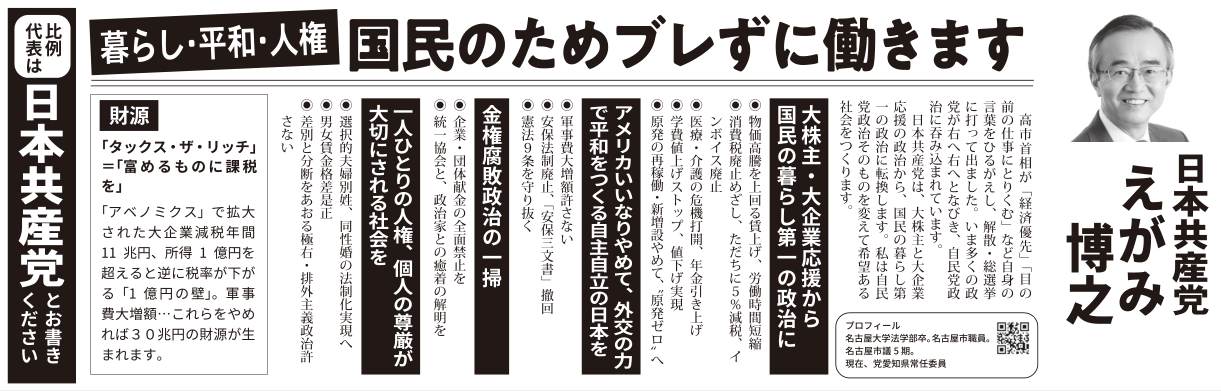 日本共産党
えがみ
博之
暮らし・平和・人権
国民のためブレずに働きます
高市首相が「経済優先」「目の
前の仕事にとりくむ」など自身の
言葉をひるがえし、解散・総選挙
に打って出ました。いま多くの政
党が右へ右へとなびき、自民党政
治に呑み込まれています。
日本共産党は、大株主と大企業
応援の政治から、国民の暮らし第
一の政治に転換します。私は自民
党政治そのものを変えて希望ある
社会をつくります。
プロフィール
名古屋大学法学部卒。名古屋市職員。
名古屋市議5期。
現在、党愛知県常任委員
大株主・大企業応援から
国民の暮らし第一の政治に
◉物価高騰を上回る賃上げ、労働時間短縮
◉消費税廃止めざし、ただちに5%減税、イ
ンボイス廃止
◉医療・介護の危機打開、年金引き上げ
◉学費値上げストップ、値下げ実現
◉原発の再稼働・新増設やめて、“原発ゼロ”へ
アメリカいいなりやめて、外交の力
で平和をつくる自主自立の日本を
◉軍事費大増額許さない
◉安保法制廃止、「安保三文書」撤回
◉憲法9条を守り抜く
金権腐敗政治の一掃
◉企業・団体献金の全面禁止を
◉統一協会と、政治家との癒着の解明を
一人ひとりの人権、個人の尊厳が
大切にされる社会を
◉選択的夫婦別姓、同性婚の法制化実現へ
◉男女賃金格差是正
◉差別と分断をあおる極右・排外主義政治許
さない
財源
「タックス・ザ・リッチ」
＝「富めるものに課税
を」
「アベノミクス」で拡大
された大企業減税年間
11 兆円、所得 1 億円を
超えると逆に税率が下が
る「1 億円の壁」。軍事
費大増額…これらをやめ
れば３０兆円の財源が生
まれます。
比例
代表は
日本共産党
とお書き
ください